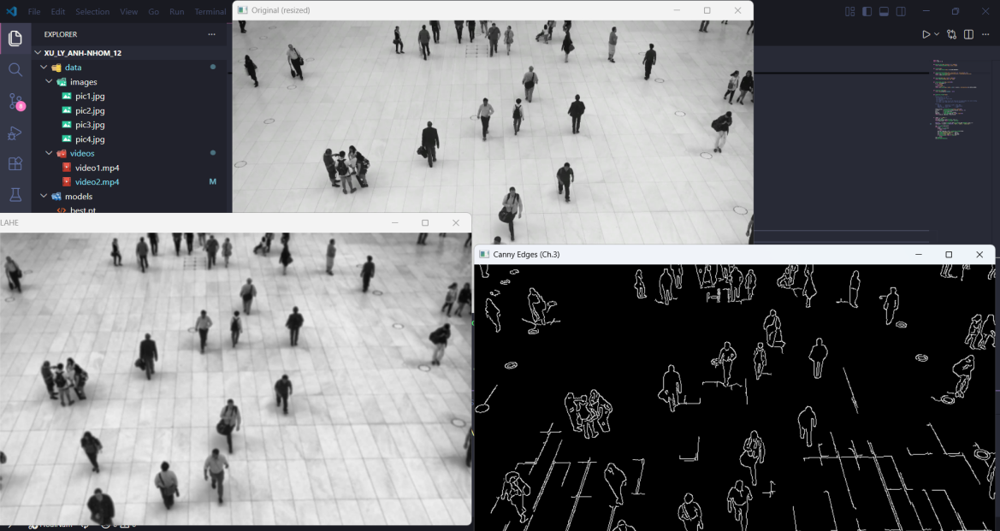 File Edit Selection View Go Run Terminal
Original (resized)
EXPLORER
XU_LY_ANH-NHOM_12
data
images
pic1.jpg
pic2.jpg
pic3.jpg
pic4.jpg
videos
video1.mp4
video2.mp4 M
models
best.pt
8
LAHE
Canny Edges (Ch.3)